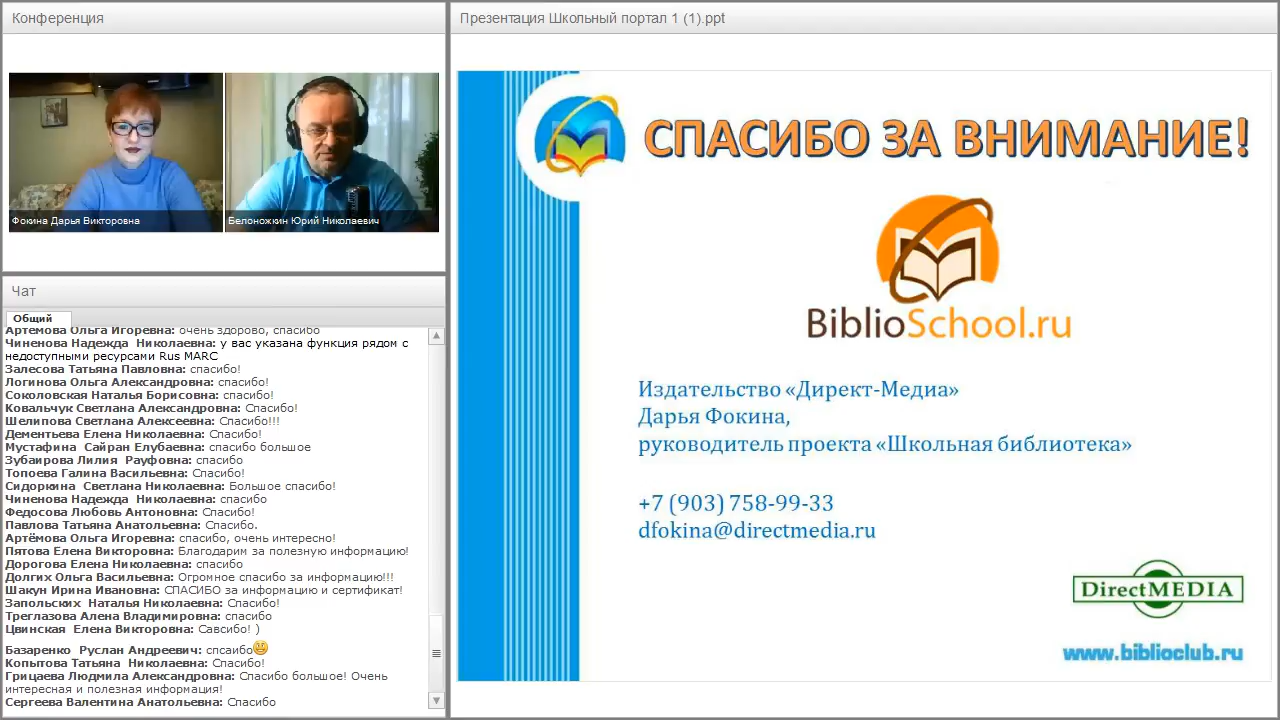 Конференция
Фокина Дарья Викторовна
Белоножкин Юрий Николаевич
Чат
Общий
Артёмова Ольга Игоревна: очень здорово, спасибо
Чиненова Надежда Николаевна: у вас указана функция рядом с
недоступными ресурсами Rus MARC
Залесова Татьяна Павловна: спасибо!
Логинова Ольга Александровна: спасибо!
Соколовская Наталья Борисовна: спасибо!
Ковальчук Светлана Александровна: Спасибо!
Шелипова Светлана Алексеевна: Спасибо!!!
Дементьева Елена Николаевна: Спасибо!
Мустафина Сайран Елубаевна: спасибо большое
Зубаирова Лилия Рауфовна: спасибо
Топоева Галина Васильевна: Спасибо!
Сидоркина Светлана Николаевна: Большое спасибо!
Чиненова Надежда Николаевна: спасибо
Федосова Любовь Антоновна: Спасибо!
Павлова Татьяна Анатольевна: Спасибо.
Артёмова Ольга Игоревна: спасибо, очень интересно!
Пятова Елена Викторовна: Благодарим за полезную информацию!
Дорогова Елена Николаевна: спасибо
Долгих Ольга Васильевна: Огромное спасибо за информацию!!!
Шакун Ирина Ивановна: СПАСИБО за информацию и сертификат!
Запольских Наталья Николаевна: Спасибо!
Треглазова Алена Владимировна: спасибо
Цвинская Елена Викторовна: Савсибо! )
Базаренко Руслан Андреевич: спсаибо
Копытова Татьяна Николаевна: Спасибо!
Грицаева Людмила Александровна: Спасибо большое! Очень
интересная и полезная информация!
Сергеева Валентина Анатольевна: Спасибо
Презентация Школьный портал 1 (1).ppt
СПАСИБО ЗА ВНИМАНИЕ!
BiblioSchool.ru
Издательство «Директ-Медиа»
Дарья Фокина,
руководитель проекта «Школьная библиотека»
+7 (903) 758-99-33
dfokina@directmedia.ru
DirectMEDIA
www.biblioclub.ru